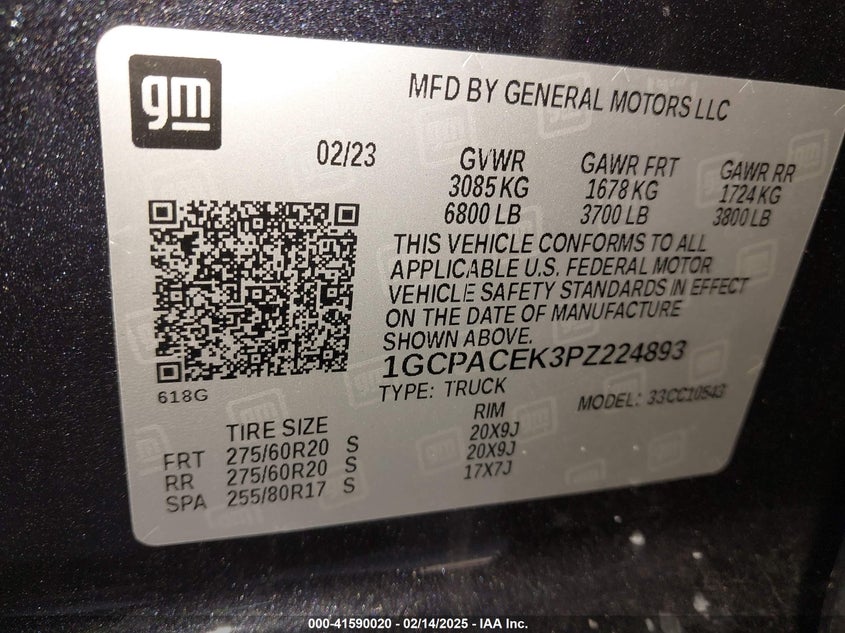 gm
MFD BY GENERAL MOTORS LLC
02/23 GVWR GAWR FRT GAWR RR
3085 KG 1678 KG 1724 KG
6800 LB 3700 LB 3800 LB
THIS VEHICLE CONFORMS TO ALL
APPLICABLE U.S. FEDERAL MOTOR
VEHICLE SAFETY STANDARDS IN EFFECT
ON THE DATE OF MANUFACTURE
SHOWN ABOVE.
1GCPACEK3PZ224893
618G
TYPE: TRUCK MODEL: 33CC10543
TIRE SIZE RIM
FRT 275/60R20 S 20X9J
RR 275/60R20 S 20X9J
SPA 255/80R17 S 17X7J
000-41590020 - 02/14/2025 - IAA Inc.